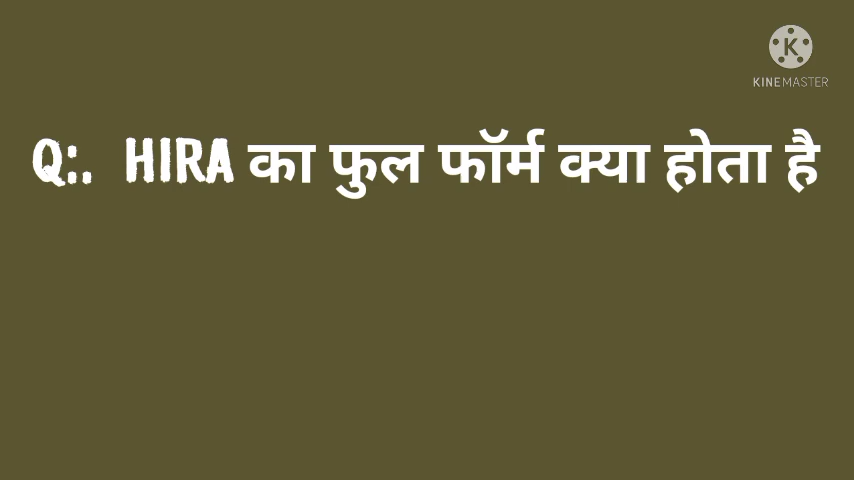 K
KINEMASTER
Q:. HIRA का फुल फॉर्म क्या होता है